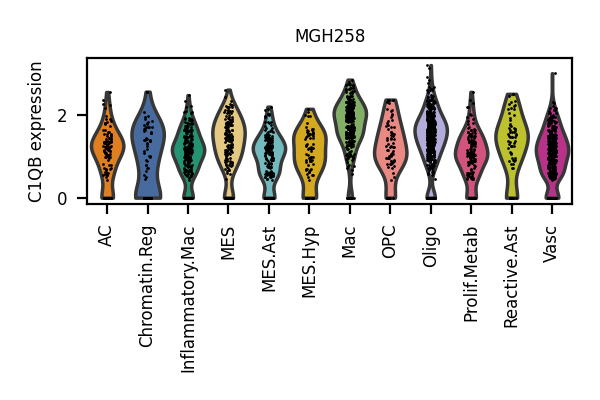 MGH258
C1QB expression
2
0
AC
Chromatin.Reg
Inflammatory.Mac
MES
MES.Ast
MES.Hyp
Mac
OPC
Oligo
Prolif.Metab
Reactive.Ast
Vasc